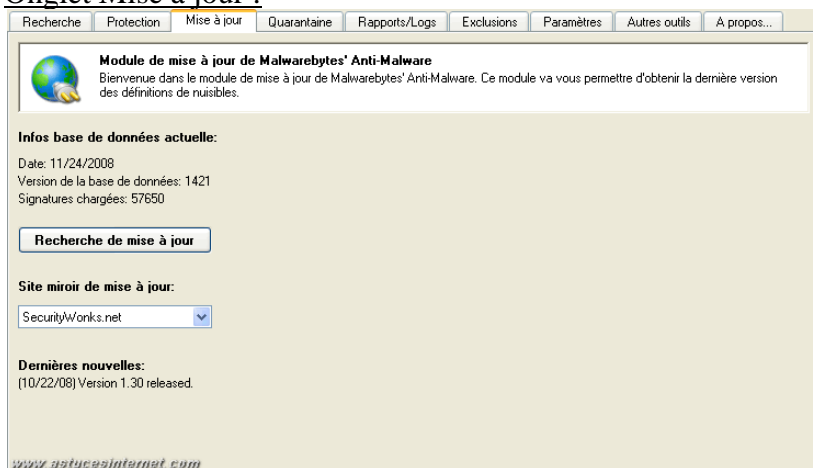 Onglet Mise à jour :
Recherche Protection Mise à jour Quarantaine Rapports/Logs Exclusions Paramètres Autres outils A propos...
Module de mise à jour de Malwarebytes' Anti-Malware
Bienvenue dans le module de mise à jour de Malwarebytes' Anti-Malware. Ce module va vous permettre d'obtenir la dernière version
des définitions de nuisibles.
Infos base de données actuelle:
Date: 11/24/2008
Version de la base de données: 1421
Signatures chargées: 57650
Recherche de mise à jour
Site miroir de mise à jour:
SecurityWonks.net
Dernières nouvelles:
(10/22/08) Version 1.30 released.
www.astucesinternet.com